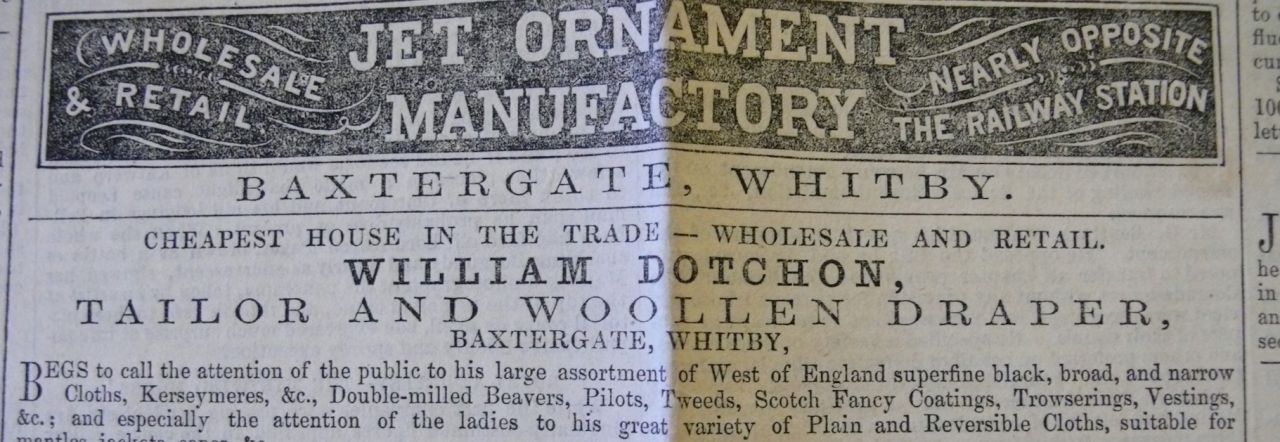 WHOLESALE & RETAIL.
JET ORNAMENT
MANUFACTORY
NEARLY OPPOSITE
THE RAILWAY STATION
BAXTERGATE, WHITBY.
CHEAPEST HOUSE IN THE TRADE — WHOLESALE AND RETAIL.
WILLIAM DOTCHON,
TAILOR AND WOOLLEN DRAPER,
BAXTERGATE, WHITBY,
BEGS to call the attention of the public to his large assortment of West of England superfine black, broad, and narrow
Cloths, Kerseymeres, &c., Double-milled Beavers, Pilots, Tweeds, Scotch Fancy Coatings, Trowserings, Vestings,
&c.; and especially the attention of the ladies to his great variety of Plain and Reversible Cloths, suitable for